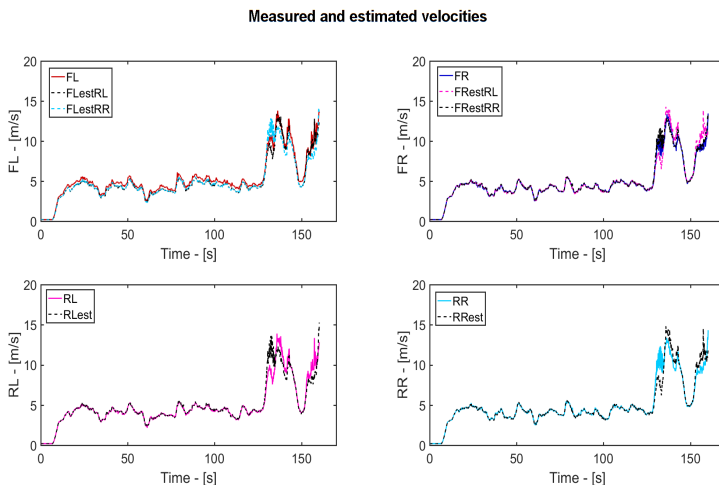 Measured and estimated velocities
20
15
10
5
0
FL - [m/s]
FL
FLestRL
FLestRR
0 50 100 150
Time - [s]
20
15
10
5
0
FR - [m/s]
FR
FRestRL
FRestRR
0 50 100 150
Time - [s]
20
15
10
5
0
RL - [m/s]
RL
RLest
0 50 100 150
Time - [s]
20
15
10
5
0
RR - [m/s]
RR
RRest
0 50 100 150
Time - [s]